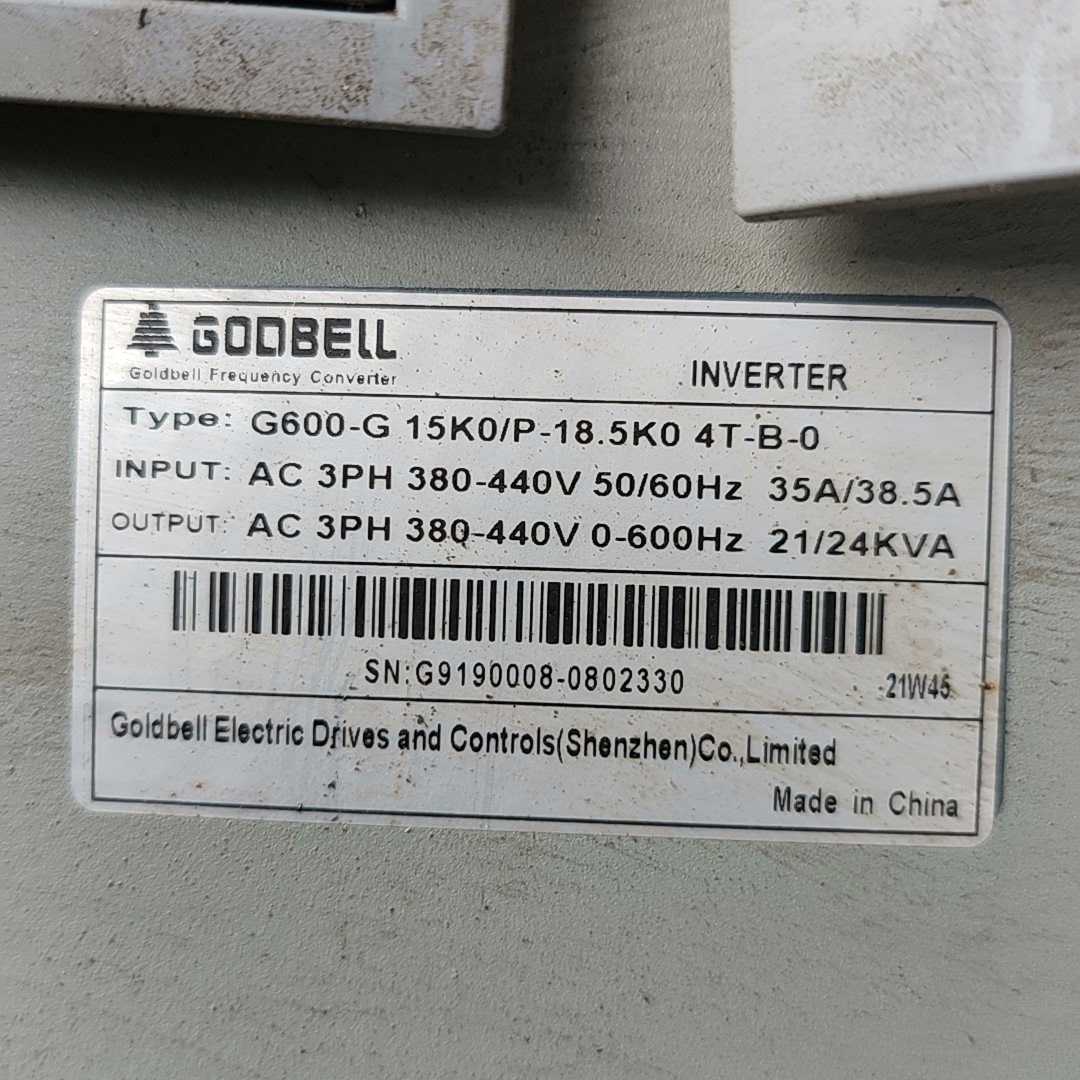 GODBELL
Goldbell Frequency Converter
INVERTER
Type: G600-G 15K0/P-18.5K0 4T-B-0
INPUT: AC 3PH 380-440V 50/60Hz 35A/38.5A
OUTPUT: AC 3PH 380-440V 0-600Hz 21/24KVA
SN:G9190008-0802330
21W45
Goldbell Electric Drives and Controls(Shenzhen)Co.,Limited
Made in China